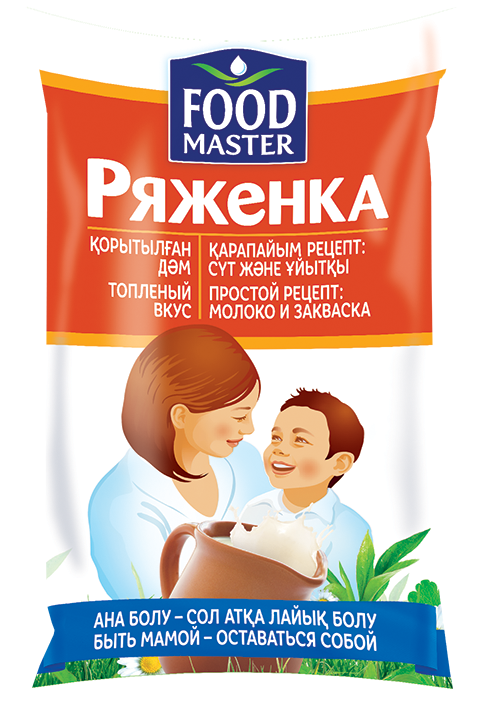 FOOD
MASTER
Ряженка
ҚОРЫТЫЛҒАН
ДӘМ
ҚАРАПАЙЫМ РЕЦЕПТ:
СҮТ ЖӘНЕ ҰЙЫТҚЫ
ТОПЛЕНЫЙ
ВКУС
ПРОСТОЙ РЕЦЕПТ:
МОЛОКО И ЗАКВАСКА
АНА БОЛУ – СОЛ АТҚА ЛАЙЫҚ БОЛУ
БЫТЬ МАМОЙ – ОСТАВАТЬСЯ СОБОЙ